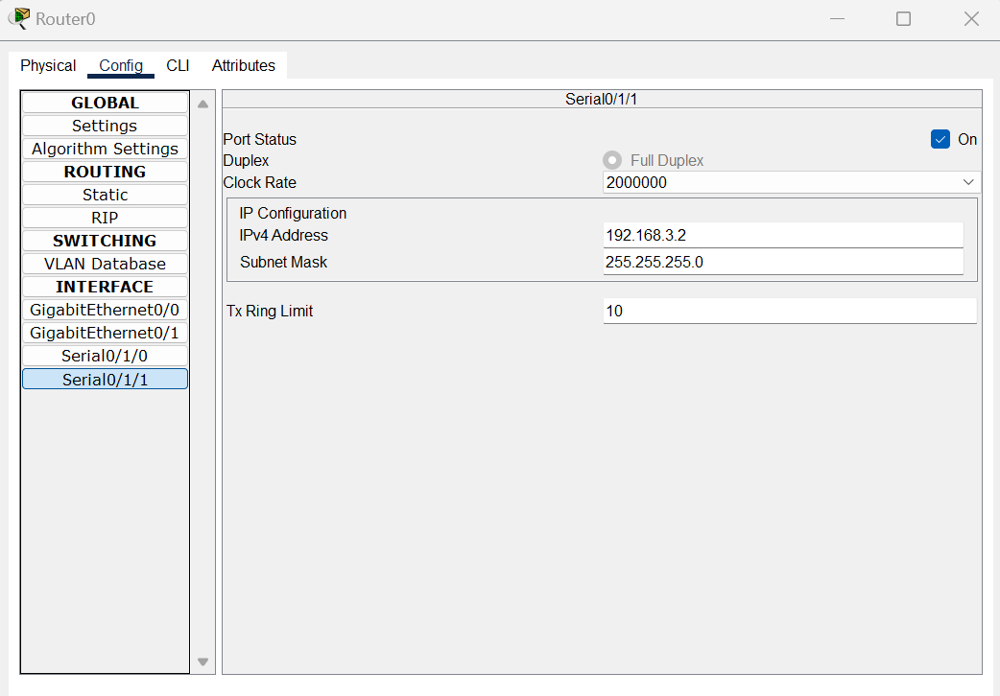 Router0
Physical Config CLI Attributes
GLOBAL
Settings
Algorithm Settings
ROUTING
Static
RIP
SWITCHING
VLAN Database
INTERFACE
GigabitEthernet0/0
GigabitEthernet0/1
Serial0/1/0
Serial0/1/1
Serial0/1/1
Port Status On
Duplex Full Duplex
Clock Rate 2000000
IP Configuration
IPv4 Address 192.168.3.2
Subnet Mask 255.255.255.0
Tx Ring Limit 10